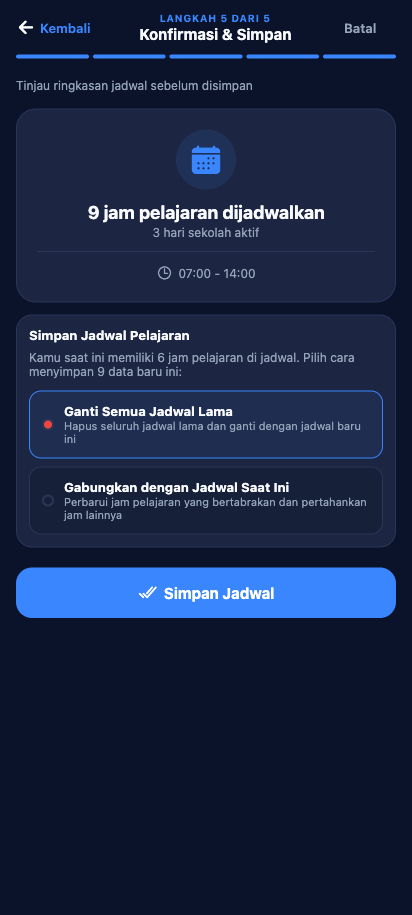 Kembali
LANGKAH 5 DARI 5
Konfirmasi & Simpan
Batal
Tinjau ringkasan jadwal sebelum disimpan
9 jam pelajaran dijadwalkan
3 hari sekolah aktif
07:00 - 14:00
Simpan Jadwal Pelajaran
Kamu saat ini memiliki 6 jam pelajaran di jadwal. Pilih cara
menyimpan 9 data baru ini:
Ganti Semua Jadwal Lama
Hapus seluruh jadwal lama dan ganti dengan jadwal baru
ini
Gabungkan dengan Jadwal Saat Ini
Perbarui jam pelajaran yang bertabrakan dan pertahankan
jam lainnya
Simpan Jadwal